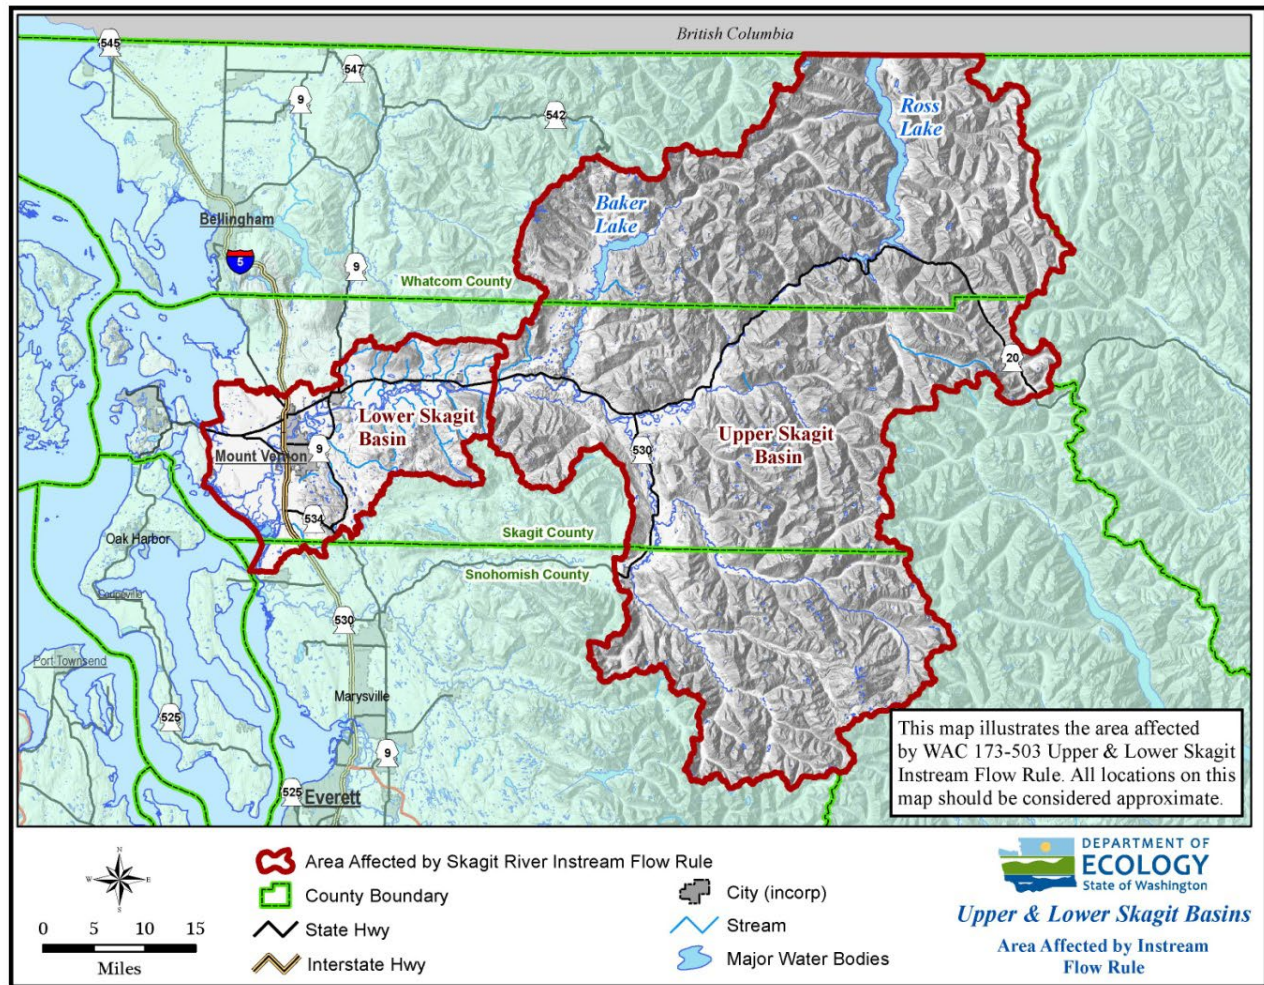 British Columbia
545
547
9
542
Ross
Lake
Baker
Lake
Bellingham
5
9
Whatcom County
20
Lower Skagit
Basin
Upper Skagit
Basin
Mount Vernon
9
530
534
Skagit County
Oak Harbor
Snohomish County
Coupeville
530
Port Townsend
Marysville
525
9
525
Everett
This map illustrates the area affected
by WAC 173-503 Upper & Lower Skagit
Instream Flow Rule. All locations on this
map should be considered approximate.
N
W
E
S
0 5 10 15
Miles
Area Affected by Skagit River Instream Flow Rule
County Boundary
State Hwy
Interstate Hwy
City (incorp)
Stream
Major Water Bodies
DEPARTMENT OF
ECOLOGY
State of Washington
Upper & Lower Skagit Basins
Area Affected by Instream
Flow Rule